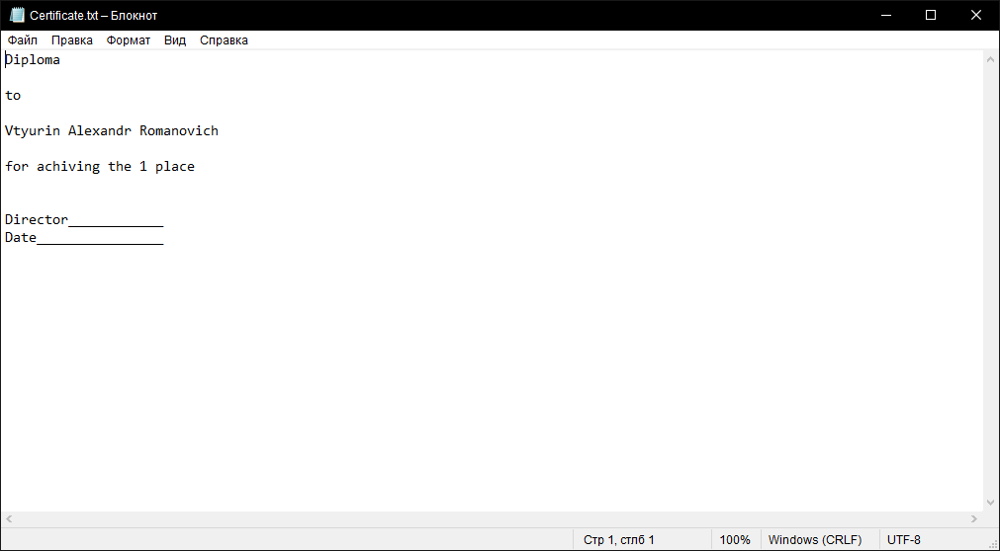 Certificate.txt – Блокнот
Файл Правка Формат Вид Справка
Diploma
to
Vtyurin Alexandr Romanovich
for achiving the 1 place
Director____________
Date________________
Стр 1, стлб 1 100% Windows (CRLF) UTF-8